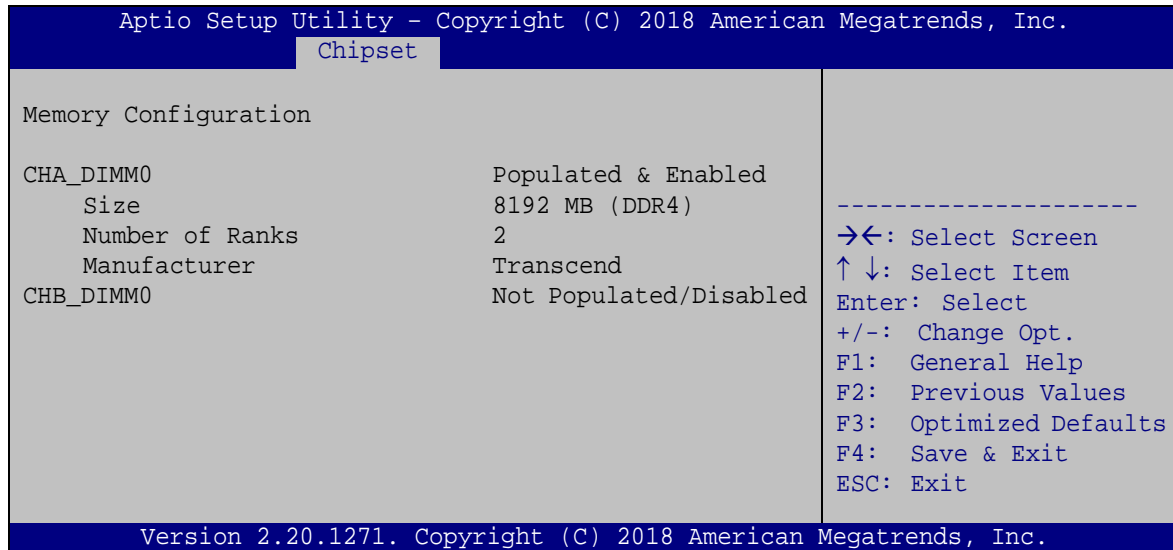 Aptio Setup Utility – Copyright (C) 2018 American Megatrends, Inc.
Chipset
Memory Configuration
CHA_DIMM0 Populated & Enabled
Size 8192 MB (DDR4)
Number of Ranks 2
Manufacturer Transcend
CHB_DIMM0 Not Populated/Disabled
---------------------
→←: Select Screen
↑ ↓: Select Item
Enter: Select
+/-: Change Opt.
F1: General Help
F2: Previous Values
F3: Optimized Defaults
F4: Save & Exit
ESC: Exit
Version 2.20.1271. Copyright (C) 2018 American Megatrends, Inc.